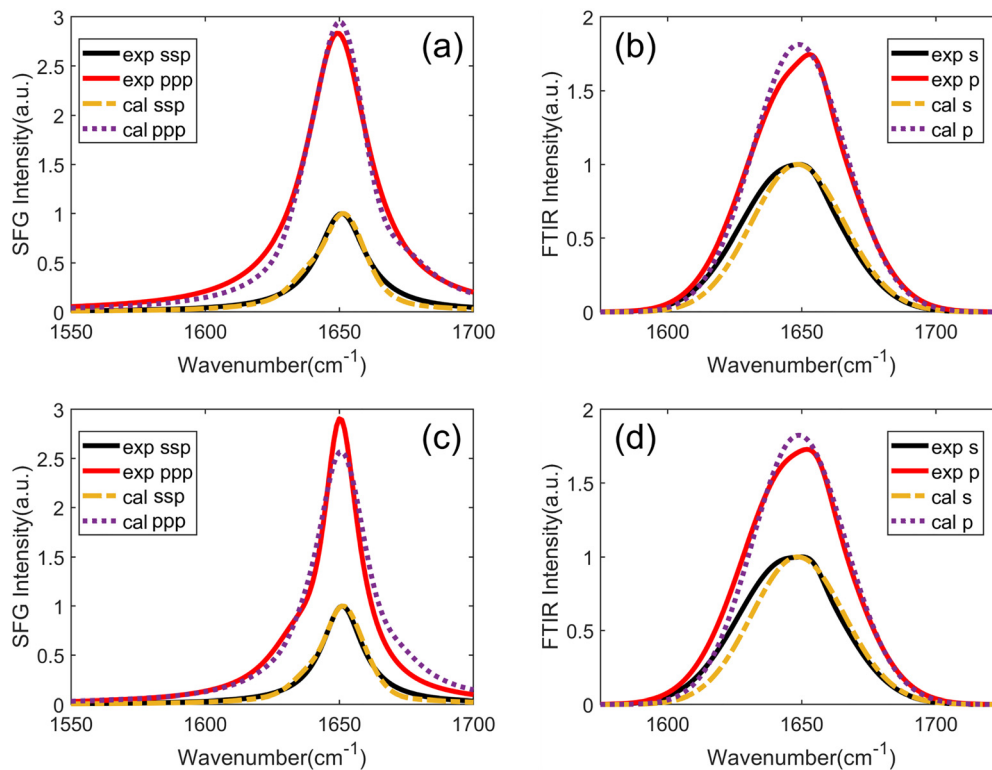 (a)
exp ssp
exp ppp
cal ssp
cal ppp
SFG Intensity(a.u.)
3
2.5
2
1.5
1
0.5
0
1550
1600
1650
1700
Wavenumber(cm-1)
(b)
exp s
exp p
cal s
cal p
FTIR Intensity(a.u.)
2
1.5
1
0.5
0
1600
1650
1700
Wavenumber(cm-1)
(c)
exp ssp
exp ppp
cal ssp
cal ppp
SFG Intensity(a.u.)
3
2.5
2
1.5
1
0.5
0
1550
1600
1650
1700
Wavenumber(cm-1)
(d)
exp s
exp p
cal s
cal p
FTIR Intensity(a.u.)
2
1.5
1
0.5
0
1600
1650
1700
Wavenumber(cm-1)